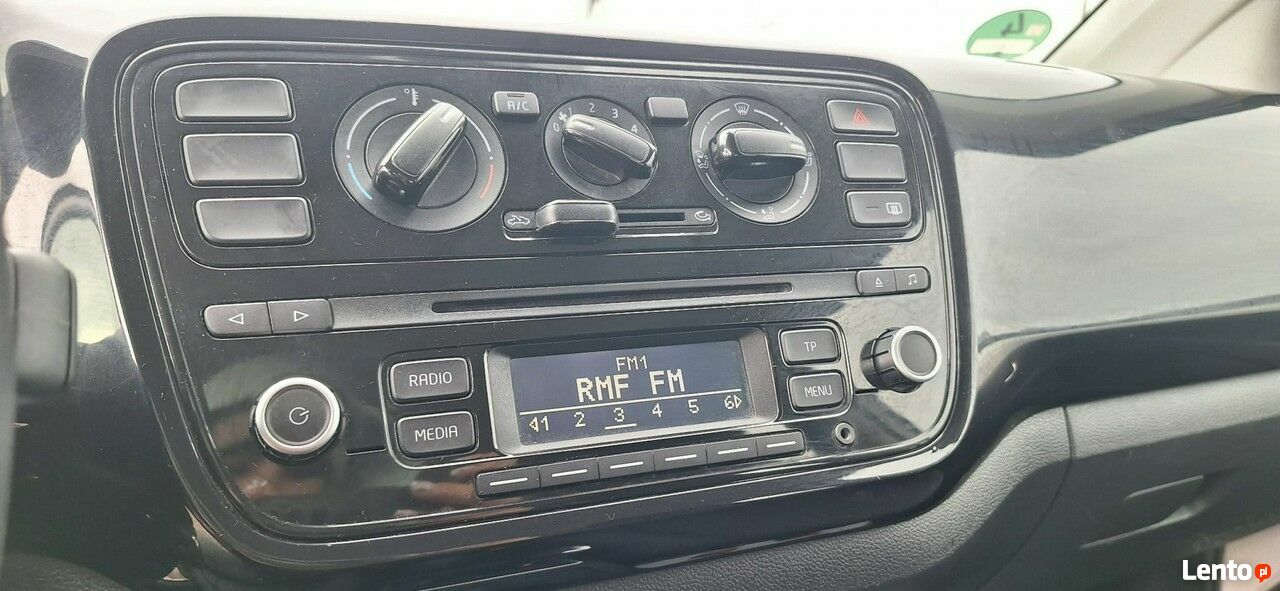 4
A/C
0 1 2 3 4
RADIO
MEDIA
FM1
RMF FM
1 2 3 4 5 6
TP
MENU
Lento.pl